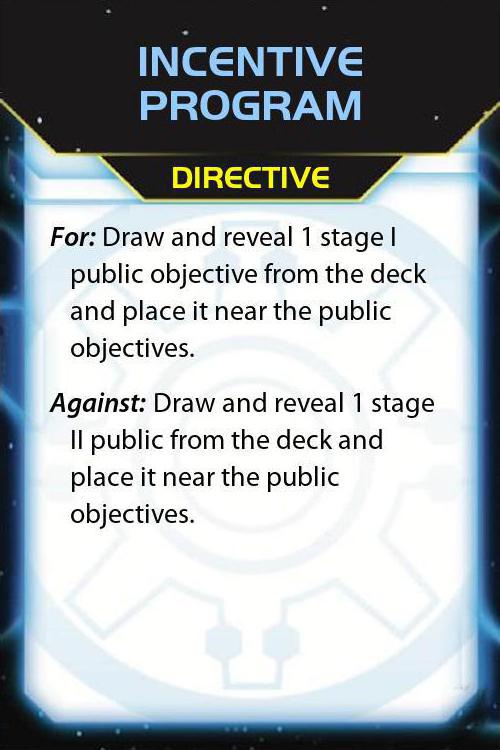 INCENTIVE
PROGRAM
DIRECTIVE
For: Draw and reveal 1 stage I
public objective from the deck
and place it near the public
objectives.
Against: Draw and reveal 1 stage
II public from the deck and
place it near the public
objectives.